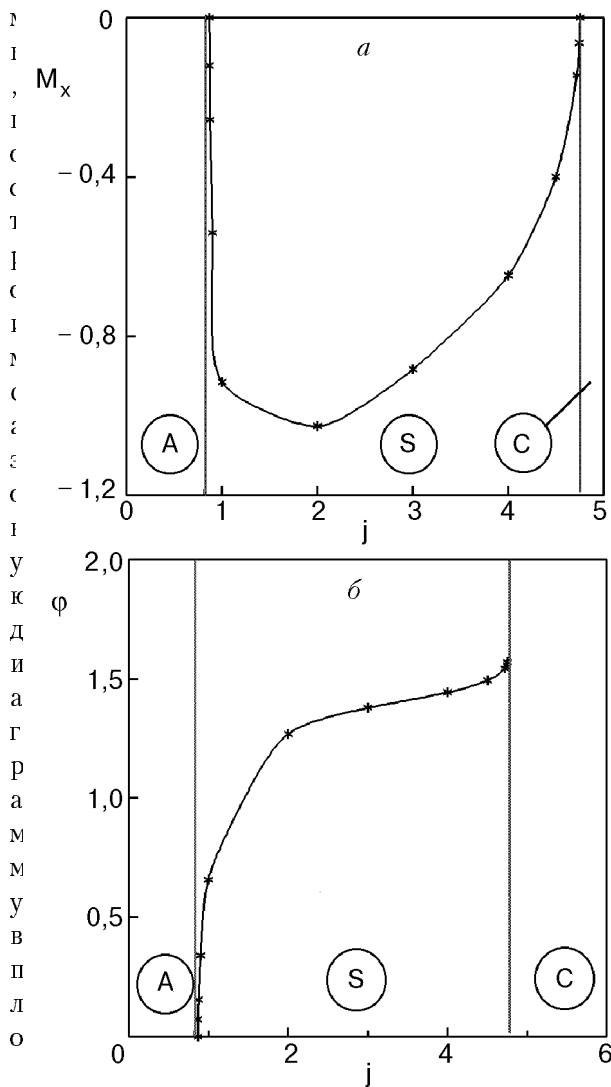 0
a
Mx
– 0,4
– 0,8
A
S
C
– 1,2
0
1
2
3
4
5
j
2,0
б
φ
1,5
1,0
0,5
A
S
C
0
2
4
6
j
у
ю
д
и
а
г
р
а
м
м
у
в
п
л
о